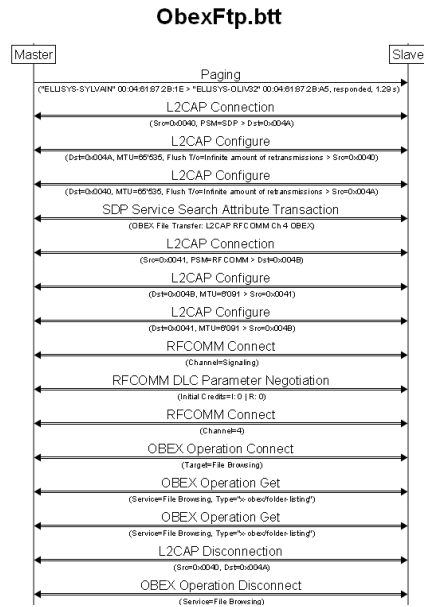 ObexFtp.btt
Master
Slave
Paging
("ELLISYS-SYLVAIN" 00:04:61:87:2B:1E > "ELLISYS-OLIV32" 00:04:61:87:2B:A5, responded, 1.29 s)
L2CAP Connection
(Src=0x0040, PSM=SDP > Dst=0x004A)
L2CAP Configure
(Dst=0x004A, MTU=65'535, Flush T/o=Infinite amount of retransmissions > Src=0x0040)
L2CAP Configure
(Dst=0x0040, MTU=65'535, Flush T/o=Infinite amount of retransmissions > Src=0x004A)
SDP Service Search Attribute Transaction
(OBEX File Transfer: L2CAP RFCOMM Ch 4 OBEX)
L2CAP Connection
(Src=0x0041, PSM=RFCOMM > Dst=0x004B)
L2CAP Configure
(Dst=0x004B, MTU=6'091 > Src=0x0041)
L2CAP Configure
(Dst=0x0041, MTU=6'091 > Src=0x004B)
RFCOMM Connect
(Channel=Signaling)
RFCOMM DLC Parameter Negotiation
(Initial Credits=I: 0 | R: 0)
RFCOMM Connect
(Channel=4)
OBEX Operation Connect
(Target=File Browsing)
OBEX Operation Get
(Service=File Browsing, Type="x-obex/folder-listing")
OBEX Operation Get
(Service=File Browsing, Type="x-obex/folder-listing")
L2CAP Disconnection
(Src=0x0040, Dst=0x004A)
OBEX Operation Disconnect
(Service=File Browsing)